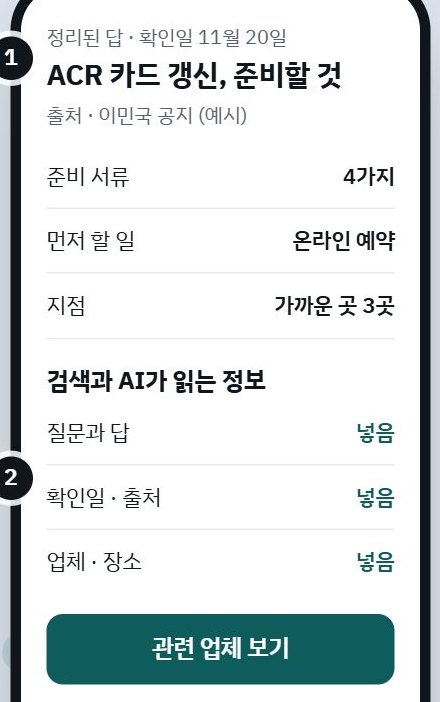 정리된 답 · 확인일 11월 20일
1
ACR 카드 갱신, 준비할 것
출처 · 이민국 공지 (예시)
준비 서류 4가지
먼저 할 일 온라인 예약
지점 가까운 곳 3곳
검색과 AI가 읽는 정보
질문과 답 넣음
2
확인일 · 출처 넣음
업체 · 장소 넣음
관련 업체 보기